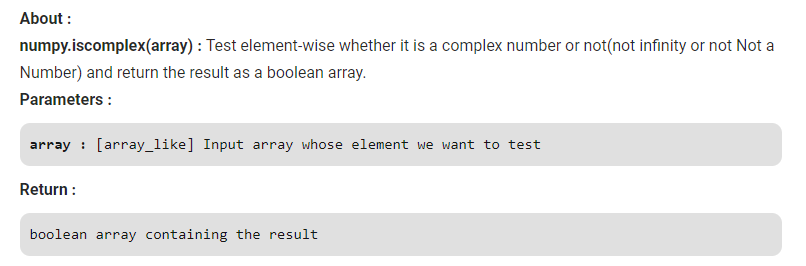 About :
numpy.iscomplex(array) : Test element-wise whether it is a complex number or not(not infinity or not Not a
Number) and return the result as a boolean array.
Parameters :
array : [array_like] Input array whose element we want to test
Return :
boolean array containing the result